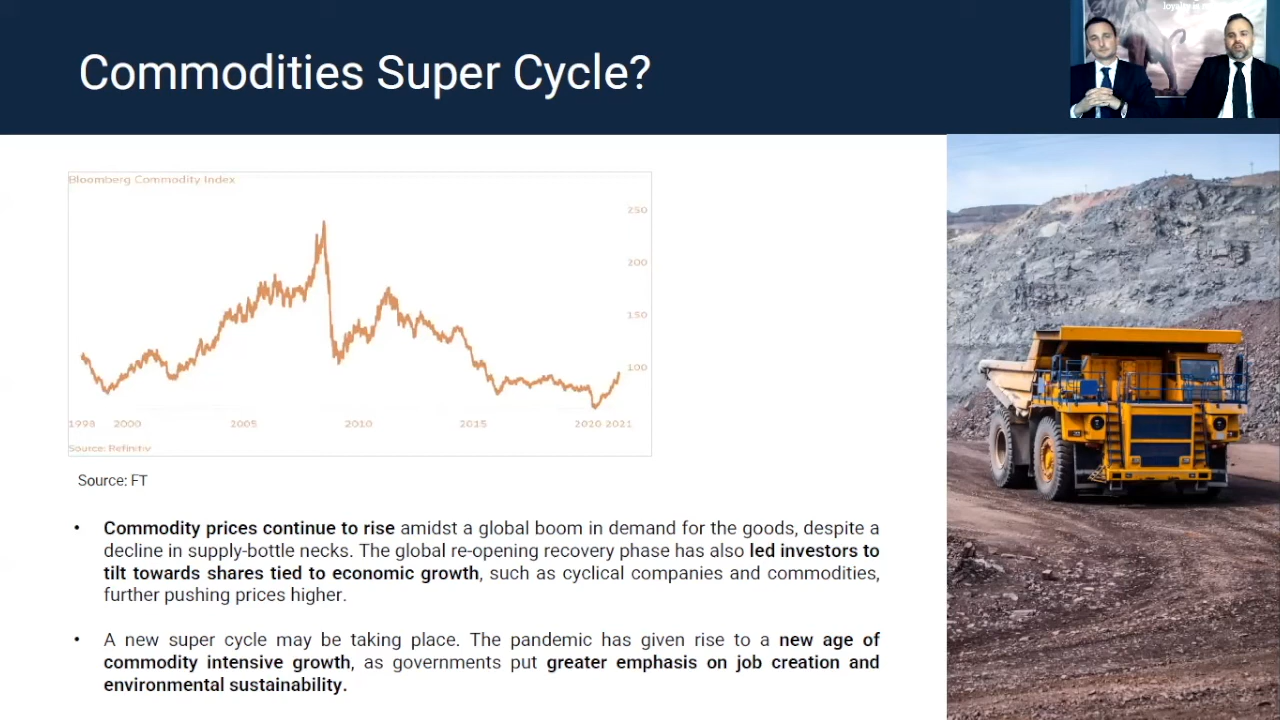 Commodities Super Cycle?
loyalty is
Bloomberg Commodity Index
250
200
150
100
1998 2000 2005 2010 2015 2020 2021
Source: Refinitiv
Source: FT
• Commodity prices continue to rise amidst a global boom in demand for the goods, despite a
decline in supply-bottle necks. The global re-opening recovery phase has also led investors to
tilt towards shares tied to economic growth, such as cyclical companies and commodities,
further pushing prices higher.
• A new super cycle may be taking place. The pandemic has given rise to a new age of
commodity intensive growth, as governments put greater emphasis on job creation and
environmental sustainability.